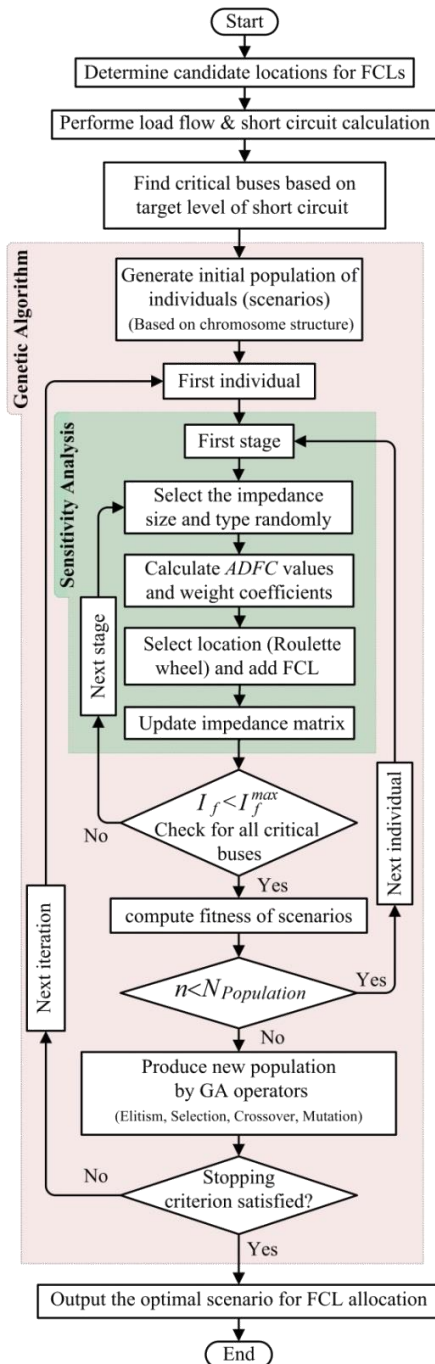 Start
Determine candidate locations for FCLs
Performe load flow & short circuit calculation
Find critical buses based on
target level of short circuit
Genetic Algorithm
Generate initial population of
individuals (scenarios)
(Based on chromosome structure)
First individual
Sensitivity Analysis
First stage
Select the impedance
size and type randomly
Calculate ADFC values
and weight coefficients
Next stage
Select location (Roulette
wheel) and add FCL
Update impedance matrix
I_f < I_f^max
Check for all critical
buses
No
Yes
Next individual
compute fitness of scenarios
Next iteration
n<N_Population
Yes
No
Produce new population
by GA operators
(Elitism, Selection, Crossover, Mutation)
Stopping
criterion satisfied?
No
Yes
Output the optimal scenario for FCL allocation
End